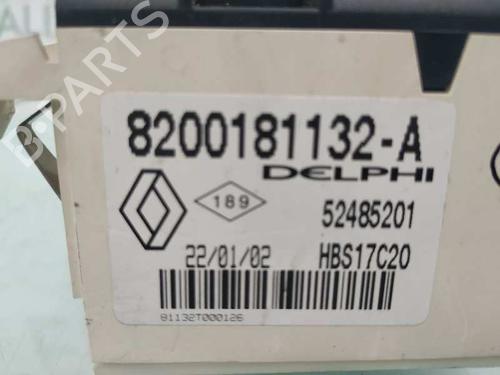 8200181132-A
DELPHI
189
52485201
22/01/02
HBS17C20
81132T000126
B-PARTS